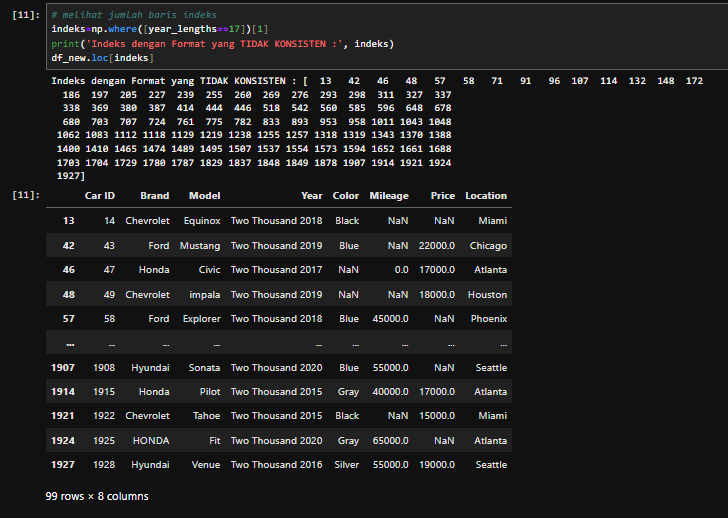 [11]: # melihat jumlah baris indeks
indeks=np.where([year_lengths==17])[1]
print('Indeks dengan Format yang TIDAK KONSISTEN :', indeks)
df_new.loc[indeks]
Indeks dengan Format yang TIDAK KONSISTEN : [ 13 42 46 48 57 58 71 91 96 107 114 132 148 172
186 197 205 227 239 255 260 269 276 293 298 311 327 337
338 369 380 387 414 444 446 518 542 560 585 596 648 678
680 703 707 724 761 775 782 833 893 953 958 1011 1043 1048
1062 1083 1112 1118 1129 1219 1238 1255 1257 1318 1319 1343 1370 1388
1400 1410 1465 1474 1489 1495 1507 1537 1554 1573 1594 1652 1661 1688
1703 1704 1729 1780 1787 1829 1837 1848 1849 1878 1907 1914 1921 1924
1927]
[11]: Car ID Brand Model Year Color Mileage Price Location
13 14 Chevrolet Equinox Two Thousand 2018 Black NaN NaN Miami
42 43 Ford Mustang Two Thousand 2019 Blue NaN 22000.0 Chicago
46 47 Honda Civic Two Thousand 2017 NaN 0.0 17000.0 Atlanta
48 49 Chevrolet impala Two Thousand 2019 NaN NaN 18000.0 Houston
57 58 Ford Explorer Two Thousand 2018 Blue 45000.0 NaN Phoenix
... ... ... ... ... ... ... ... ...
1907 1908 Hyundai Sonata Two Thousand 2020 Blue 55000.0 NaN Seattle
1914 1915 Honda Pilot Two Thousand 2015 Gray 40000.0 17000.0 Atlanta
1921 1922 Chevrolet Tahoe Two Thousand 2015 Black NaN 15000.0 Miami
1924 1925 HONDA Fit Two Thousand 2020 Gray 65000.0 NaN Atlanta
1927 1928 Hyundai Venue Two Thousand 2016 Silver 55000.0 19000.0 Seattle
99 rows × 8 columns